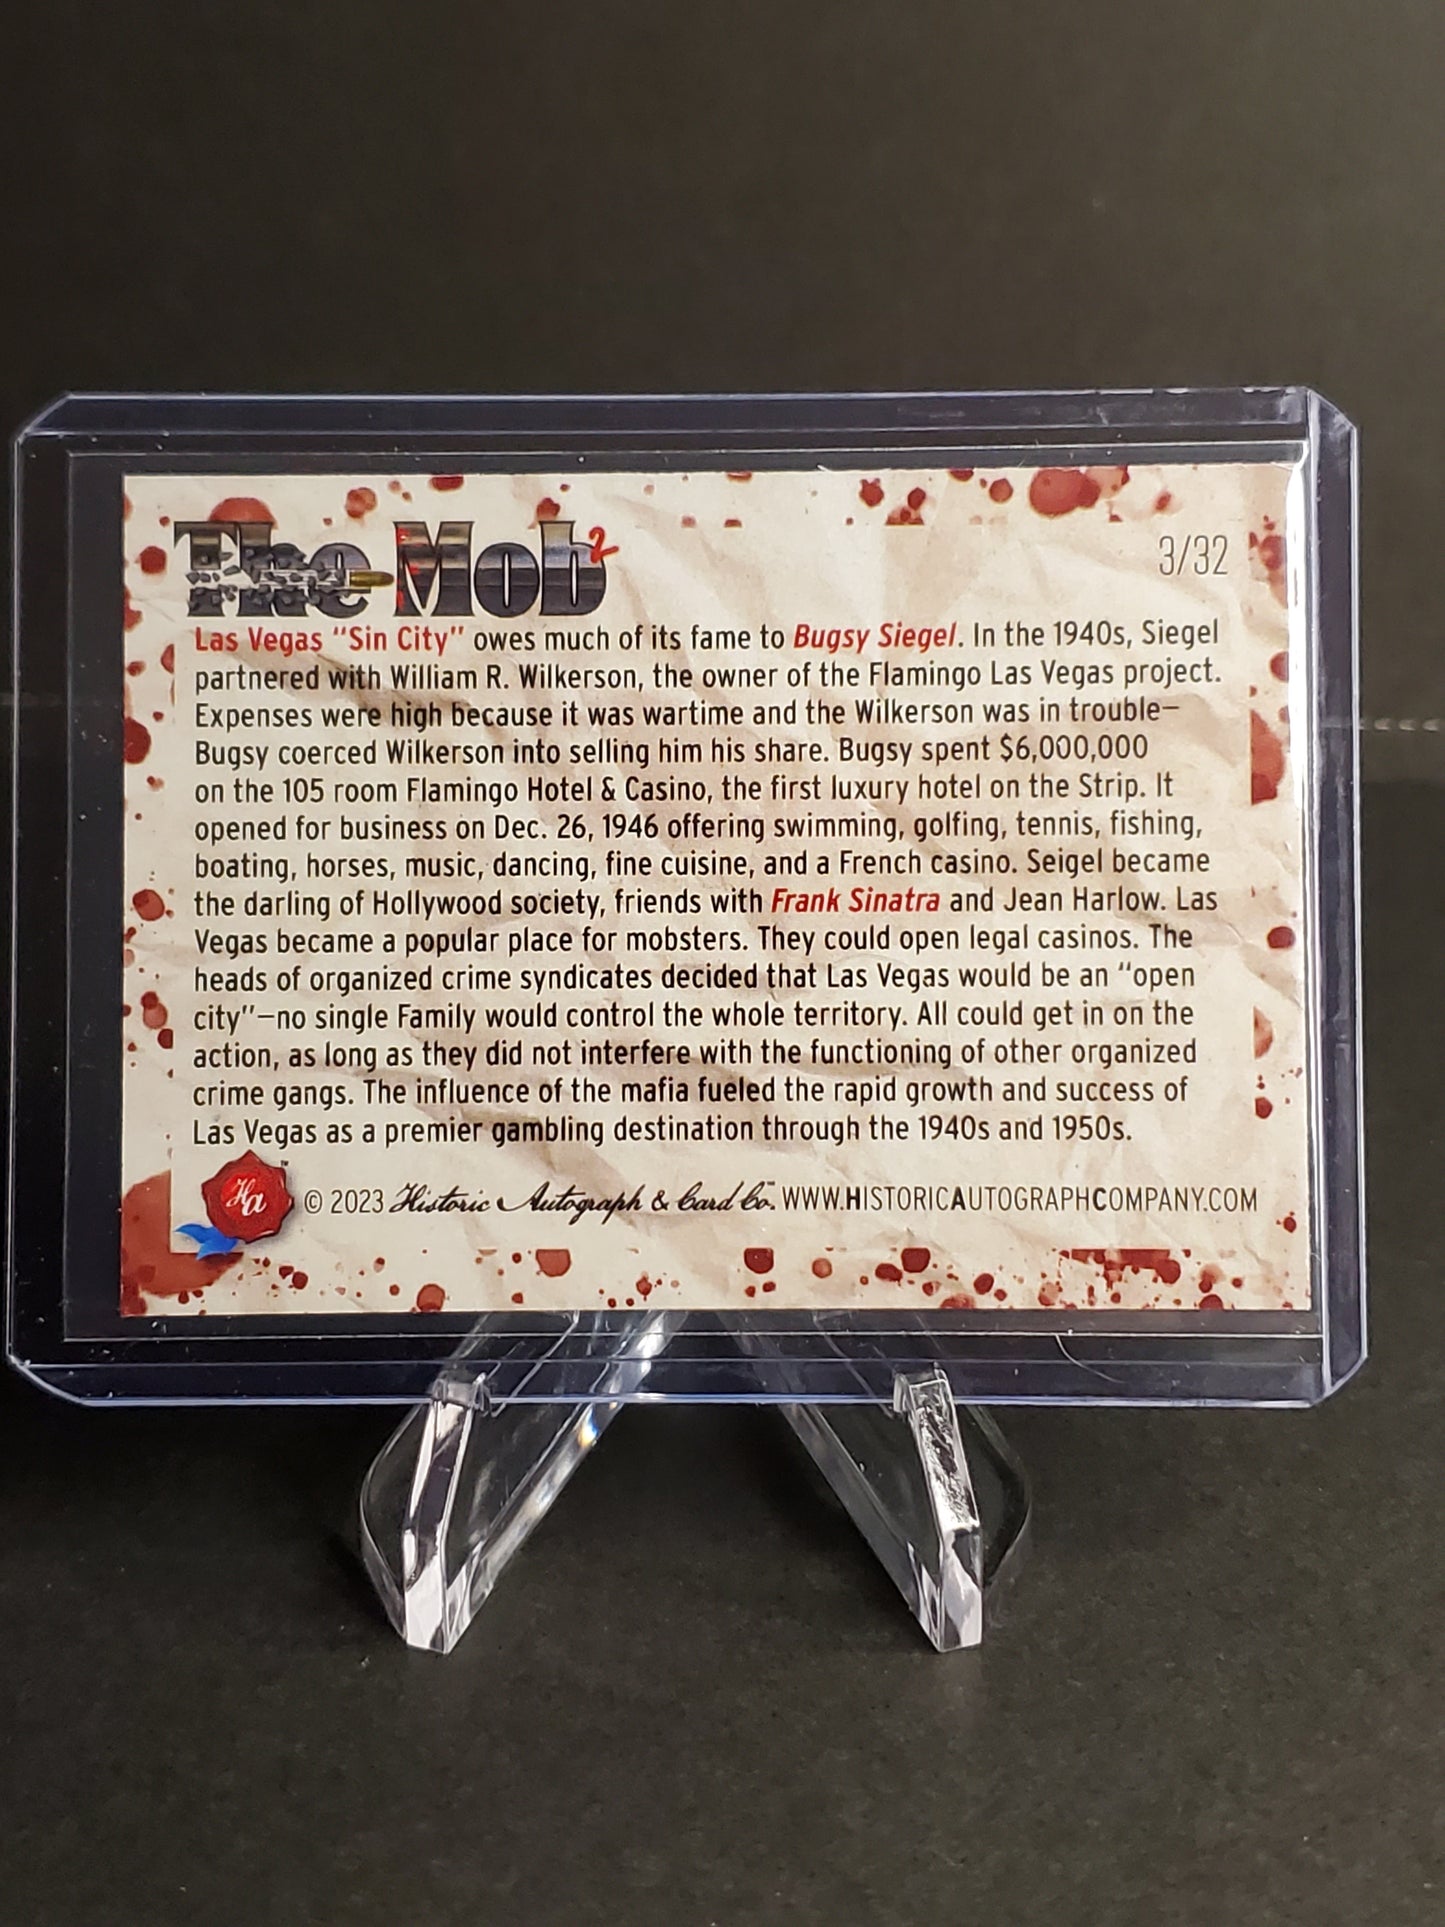 The Mob²
3/32
Las Vegas "Sin City" owes much of its fame to Bugsy Siegel. In the 1940s, Siegel
partnered with William R. Wilkerson, the owner of the Flamingo Las Vegas project.
Expenses were high because it was wartime and the Wilkerson was in trouble—
Bugsy coerced Wilkerson into selling him his share. Bugsy spent $6,000,000
on the 105 room Flamingo Hotel & Casino, the first luxury hotel on the Strip. It
opened for business on Dec. 26, 1946 offering swimming, golfing, tennis, fishing,
boating, horses, music, dancing, fine cuisine, and a French casino. Seigel became
the darling of Hollywood society, friends with Frank Sinatra and Jean Harlow. Las
Vegas became a popular place for mobsters. They could open legal casinos. The
heads of organized crime syndicates decided that Las Vegas would be an "open
city"—no single Family would control the whole territory. All could get in on the
action, as long as they did not interfere with the functioning of other organized
crime gangs. The influence of the mafia fueled the rapid growth and success of
Las Vegas as a premier gambling destination through the 1940s and 1950s.
Ha™ © 2023 Historic Autograph & Card Co.™ WWW.HISTORICAUTOGRAPHCOMPANY.COM